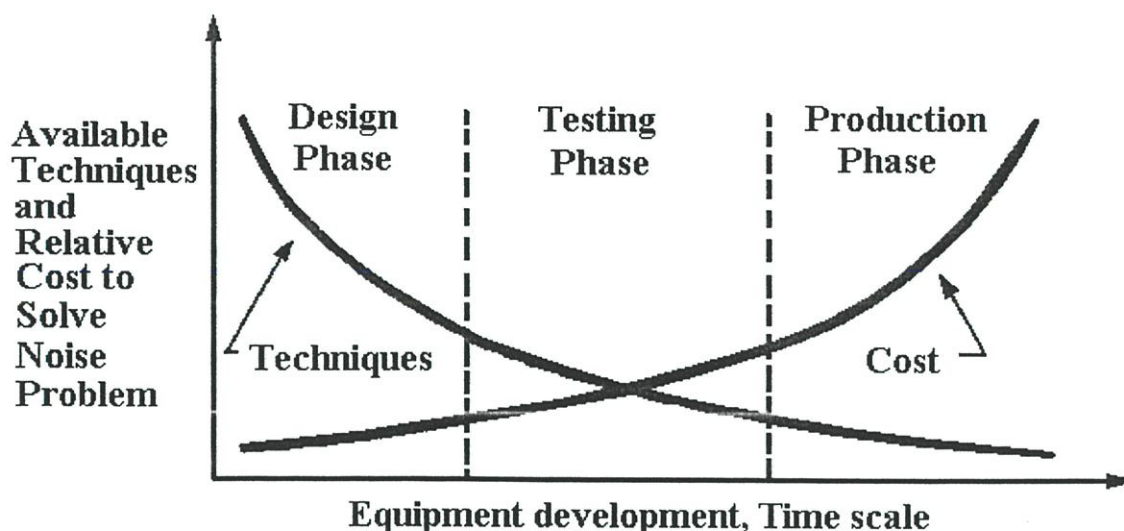 Available
Techniques
and
Relative
Cost to
Solve
Noise
Problem
Design
Phase
Testing
Phase
Production
Phase
Techniques
Cost
Equipment development, Time scale